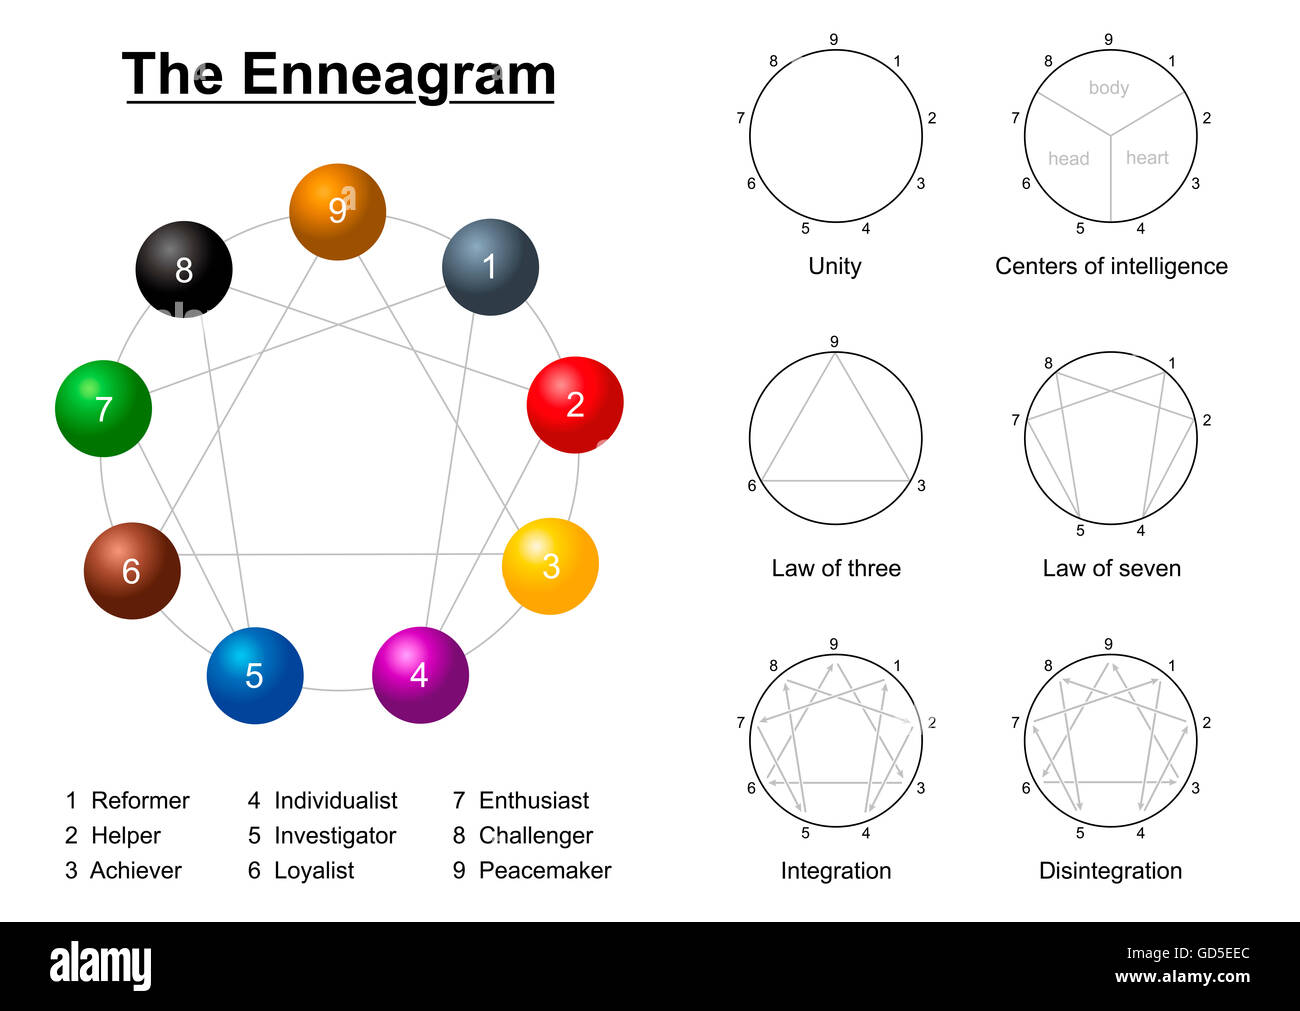 The Enneagram
9
8
1
7
2
6
3
5
4
1 Reformer
2 Helper
3 Achiever
4 Individualist
5 Investigator
6 Loyalist
7 Enthusiast
8 Challenger
9 Peacemaker
9
8
1
7
2
6
3
5
4
Unity
9
8
1
body
7
2
head
heart
6
3
5
4
Centers of intelligence
9
6
3
Law of three
8
1
7
2
5
4
Law of seven
9
8
1
7
2
6
3
5
4
Integration
9
8
1
7
2
6
3
5
4
Disintegration
alamy
Image ID: GD5EEC
www.alamy.com